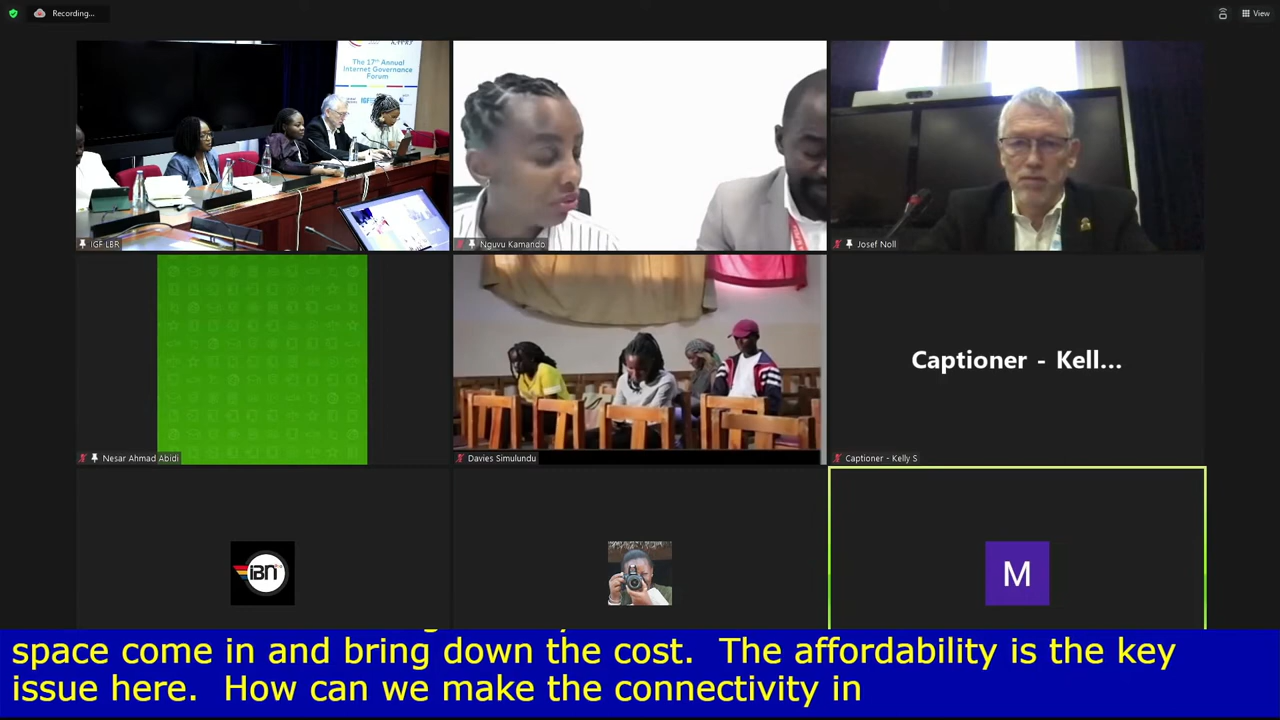 Recording...
View
The 17th Annual
Internet Governance
Forum
IGF LBR
Nguvu Kamando
Josef Noll
Nesar Ahmad Abidi
Davies Simulundu
Captioner - Kell...
Captioner - Kelly S
iBN
M
space come in and bring down the cost.  The affordability is the key
issue here.  How can we make the connectivity in